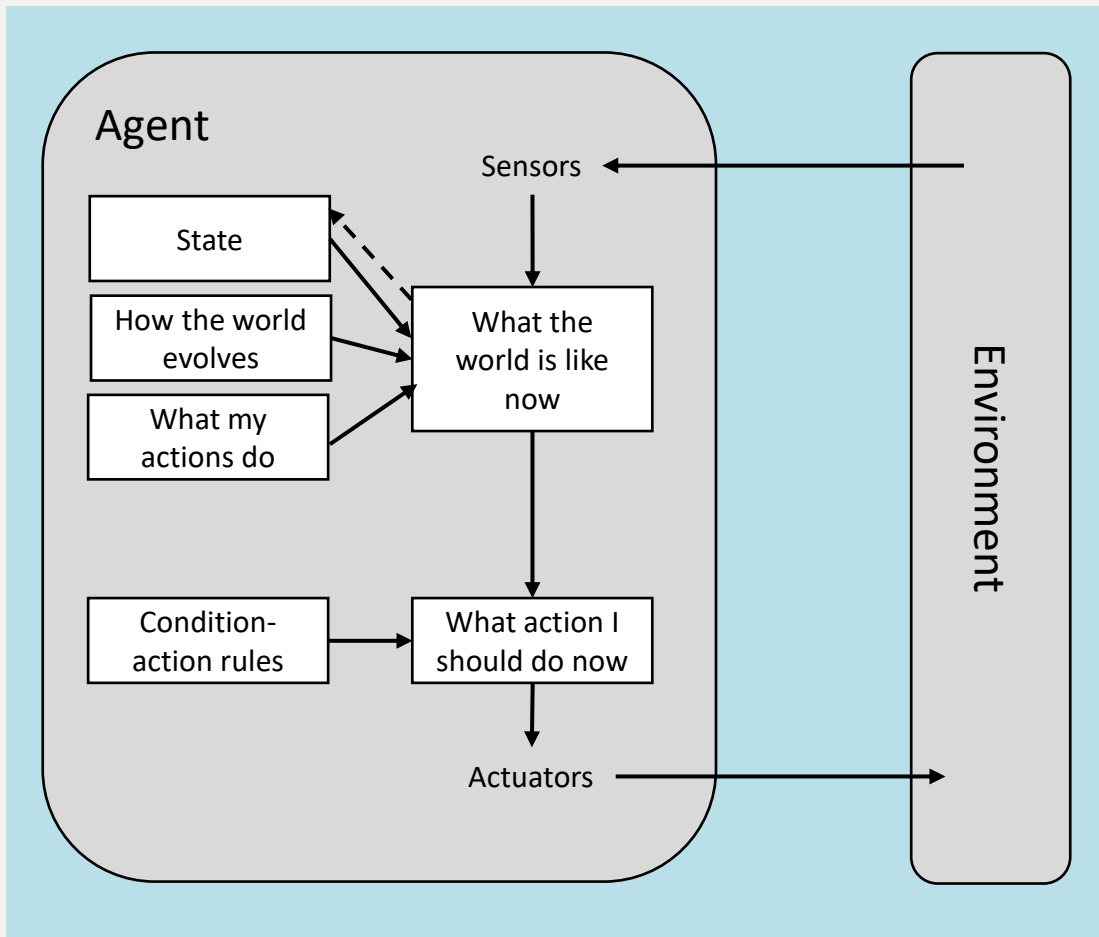 Agent
Sensors
State
How the world
evolves
What my
actions do
What the
world is like
now
Condition-
action rules
What action I
should do now
Actuators
Environment